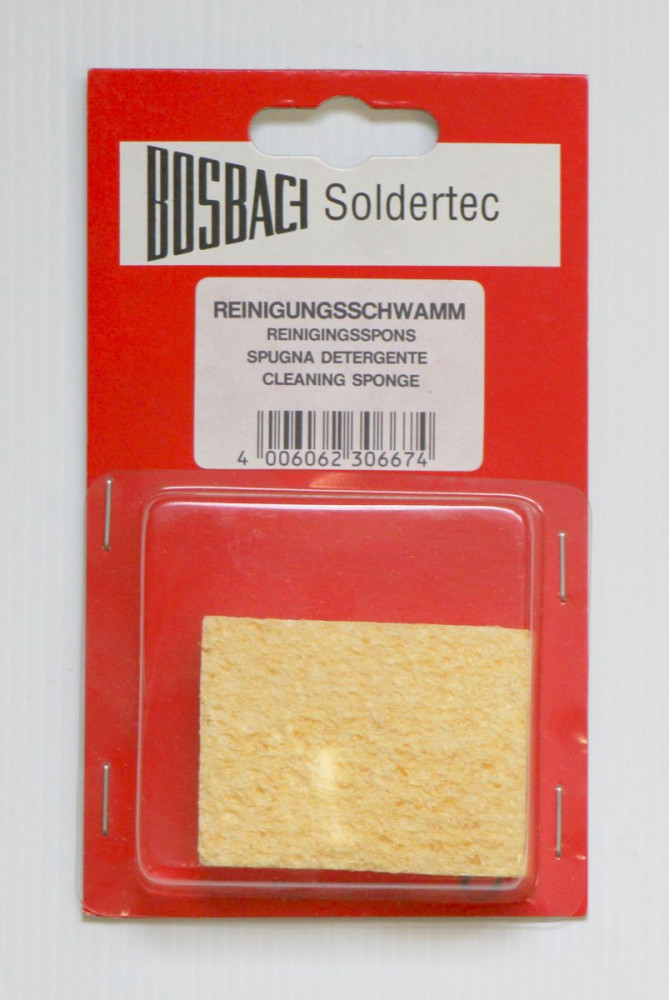 BOSBACH Soldertec
REINIGUNGSSCHWAMM
REINIGINGSSPONS
SPUGNA DETERGENTE
CLEANING SPONGE
4 006062 306674